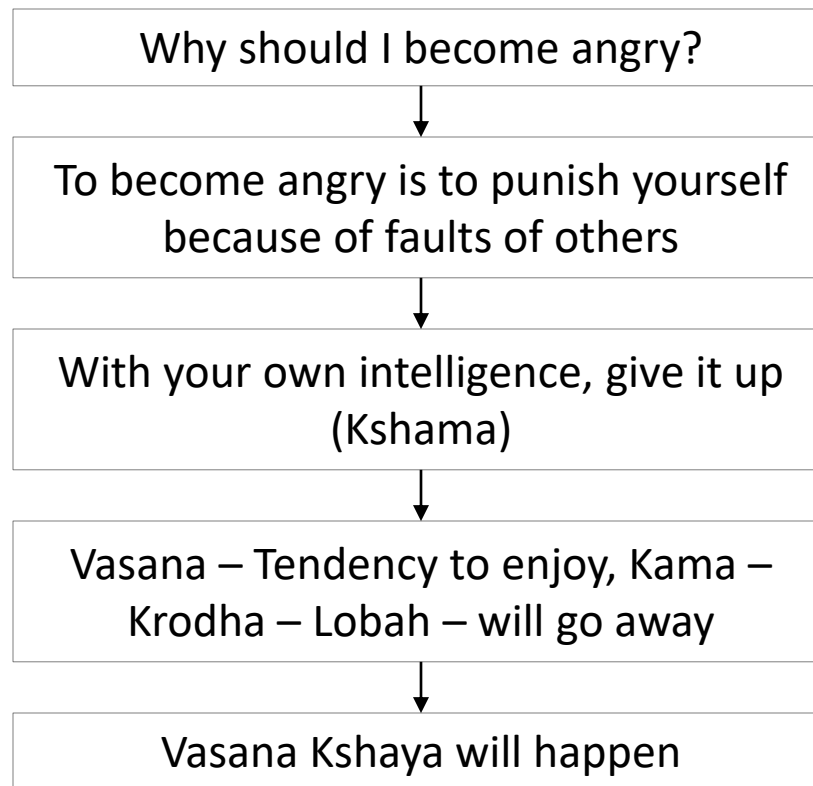 Why should I become angry?
To become angry is to punish yourself
because of faults of others
With your own intelligence, give it up
(Kshama)
Vasana – Tendency to enjoy, Kama –
Krodha – Lobah – will go away
Vasana Kshaya will happen